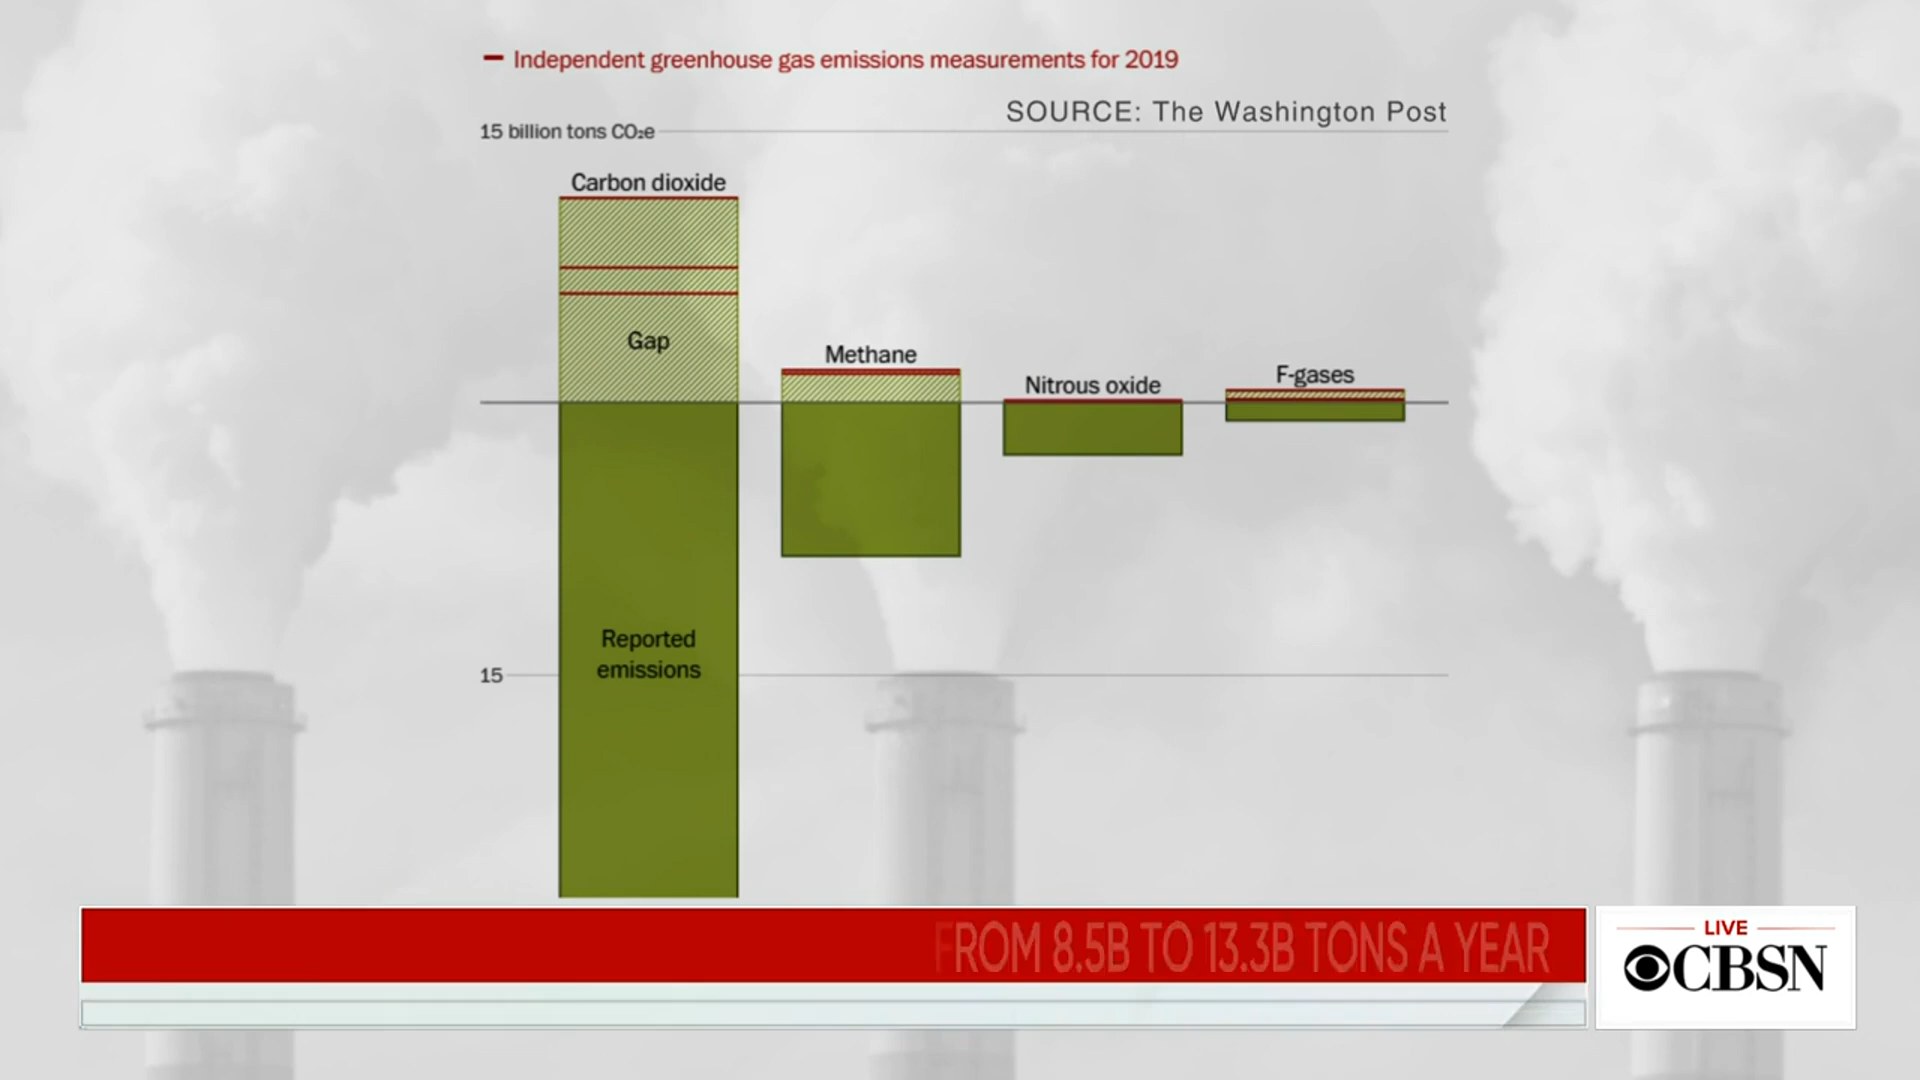 Independent greenhouse gas emissions measurements for 2019
SOURCE: The Washington Post
15 billion tons CO₂e
Carbon dioxide
Gap
Methane
Nitrous oxide
F-gases
Reported
emissions
15
FROM 8.5B TO 13.3B TONS A YEAR
LIVE
CBSN